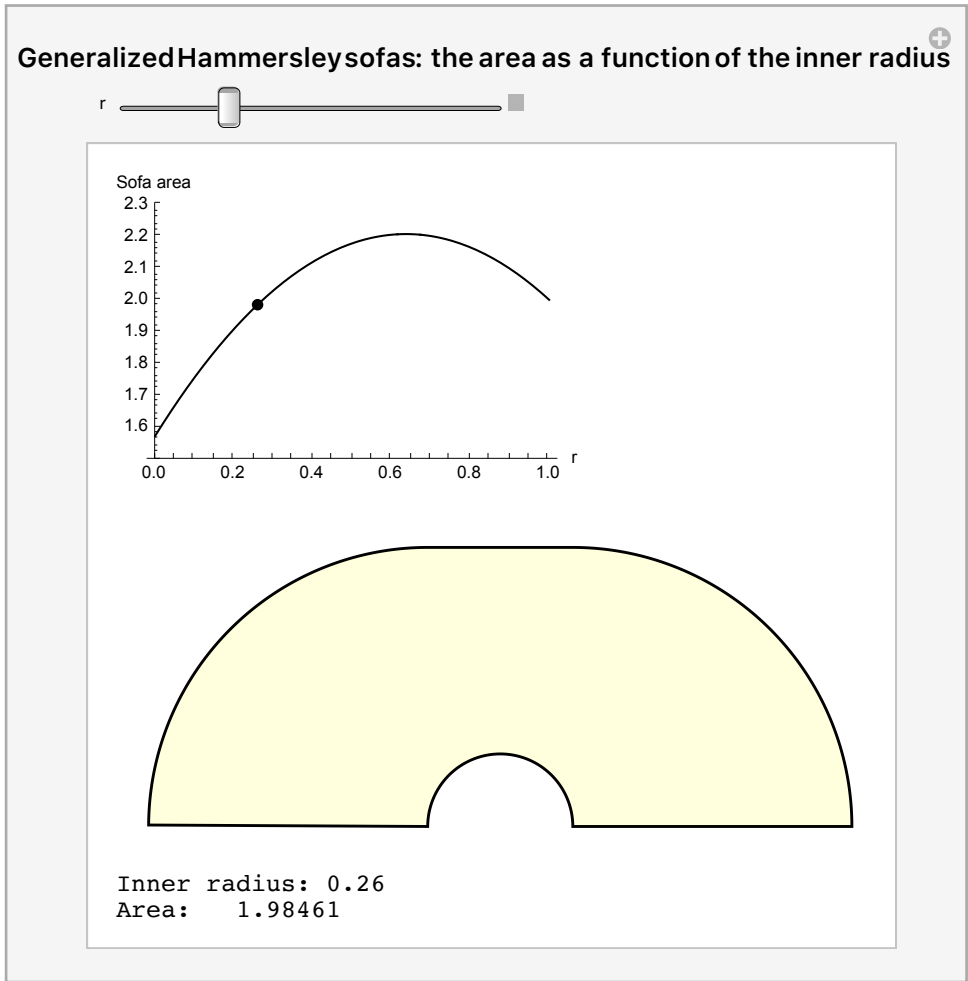 Generalized Hammersley sofas: the area as a function of the inner radius
r
Sofa area
2.3
2.2
2.1
2.0
1.9
1.8
1.7
1.6
0.0 0.2 0.4 0.6 0.8 1.0 r
Inner radius: 0.26
Area: 1.98461